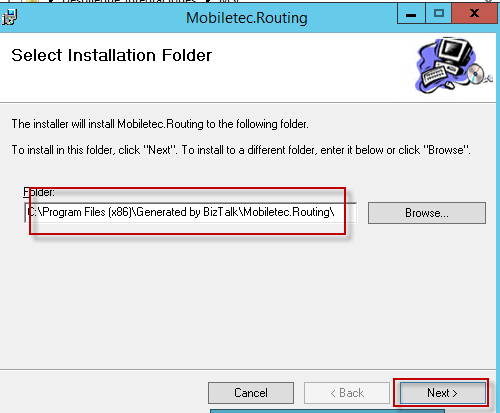 Mobiletec.Routing
Select Installation Folder
The installer will install Mobiletec.Routing to the following folder.
To install in this folder, click "Next". To install to a different folder, enter it below or click "Browse".
Folder:
C:\Program Files (x86)\Generated by BizTalk\Mobiletec.Routing\
Browse...
Cancel
< Back
Next >